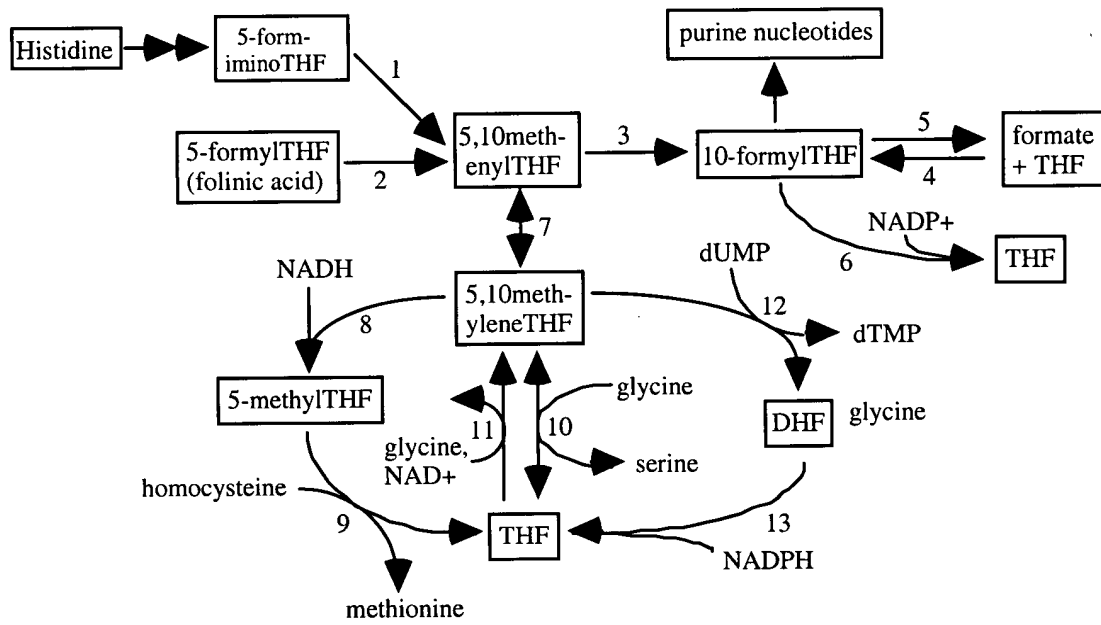 Histidine
5-form-
iminoTHF
1
purine nucleotides
5-formylTHF
(folinic acid)
2
5,10meth-
enylTHF
3
10-formylTHF
5
4
formate
+ THF
7
6
NADP+
THF
NADH
8
5,10meth-
yleneTHF
dUMP
12
dTMP
5-methylTHF
11
glycine,
NAD+
10
glycine
serine
DHF
glycine
homocysteine
9
THF
13
NADPH
methionine